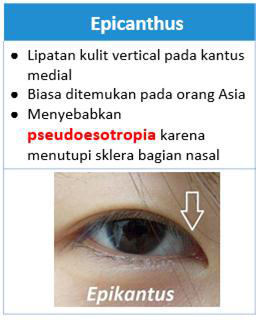 Epicanthus
● Lipatan kulit vertical pada kantus
medial
● Biasa ditemukan pada orang Asia
● Menyebabkan
pseudoesotropia karena
menutupi sklera bagian nasal
Epikantus